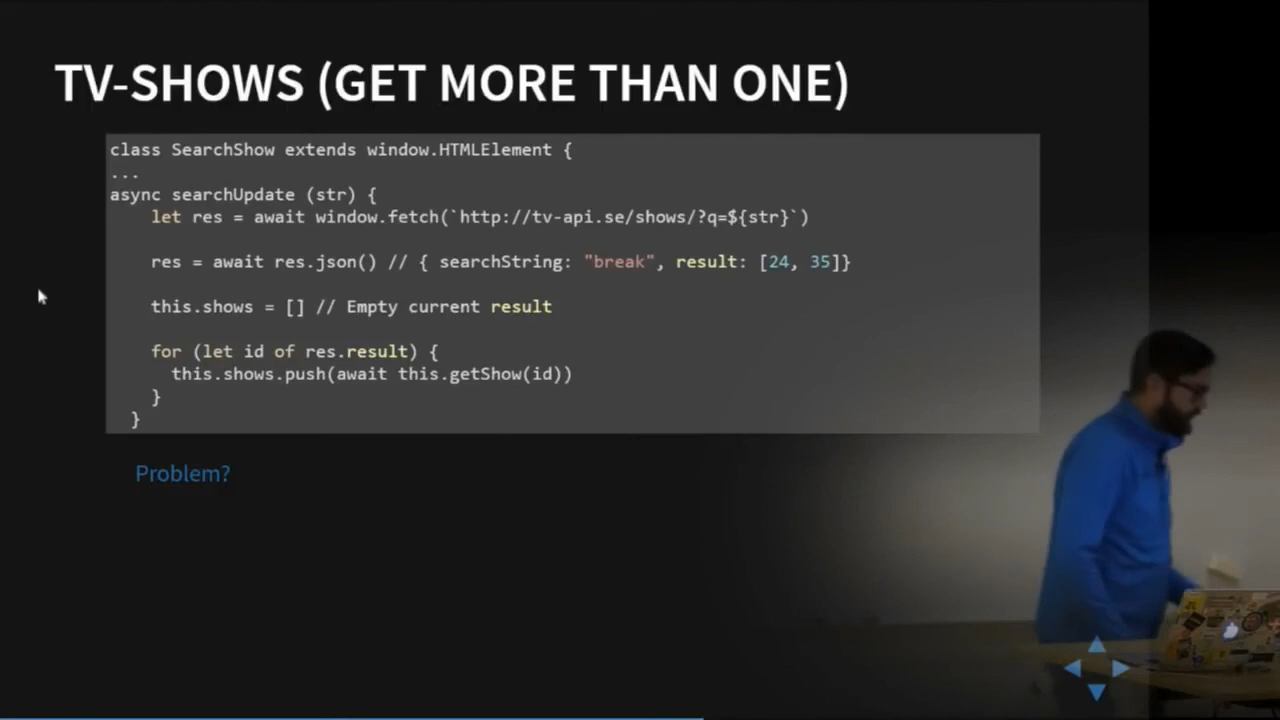 TV-SHOWS (GET MORE THAN ONE)
class SearchShow extends window.HTMLElement {
...
async searchUpdate (str) {
let res = await window.fetch(`http://tv-api.se/shows/?q=${str}`)
res = await res.json() // { searchString: "break", result: [24, 35]}
this.shows = [] // Empty current result
for (let id of res.result) {
this.shows.push(await this.getShow(id))
}
}
Problem?